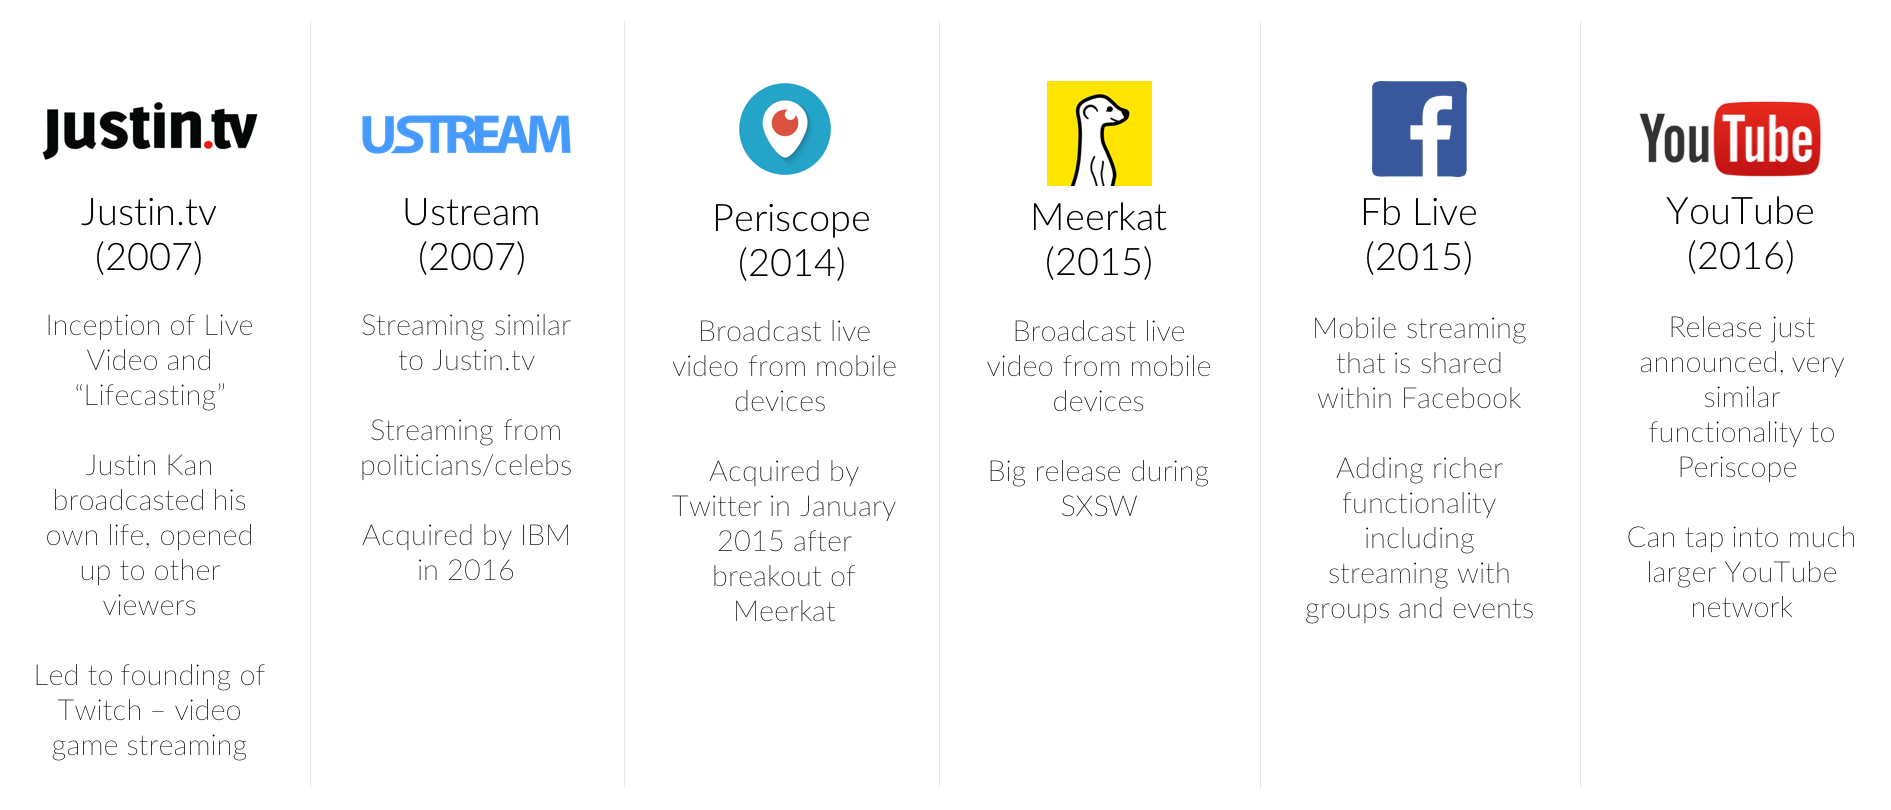 Justin.tv
Justin.tv
(2007)
Inception of Live
Video and
“Lifecasting”
Justin Kan
broadcasted his
own life, opened
up to other
viewers
Led to founding of
Twitch – video
game streaming
USTREAM
Ustream
(2007)
Streaming similar
to Justin.tv
Streaming from
politicians/celebs
Acquired by IBM
in 2016
Periscope
(2014)
Broadcast live
video from mobile
devices
Acquired by
Twitter in January
2015 after
breakout of
Meerkat
Meerkat
(2015)
Broadcast live
video from mobile
devices
Big release during
SXSW
f
Fb Live
(2015)
Mobile streaming
that is shared
within Facebook
Adding richer
functionality
including
streaming with
groups and events
YouTube
YouTube
(2016)
Release just
announced, very
similar
functionality to
Periscope
Can tap into much
larger YouTube
network